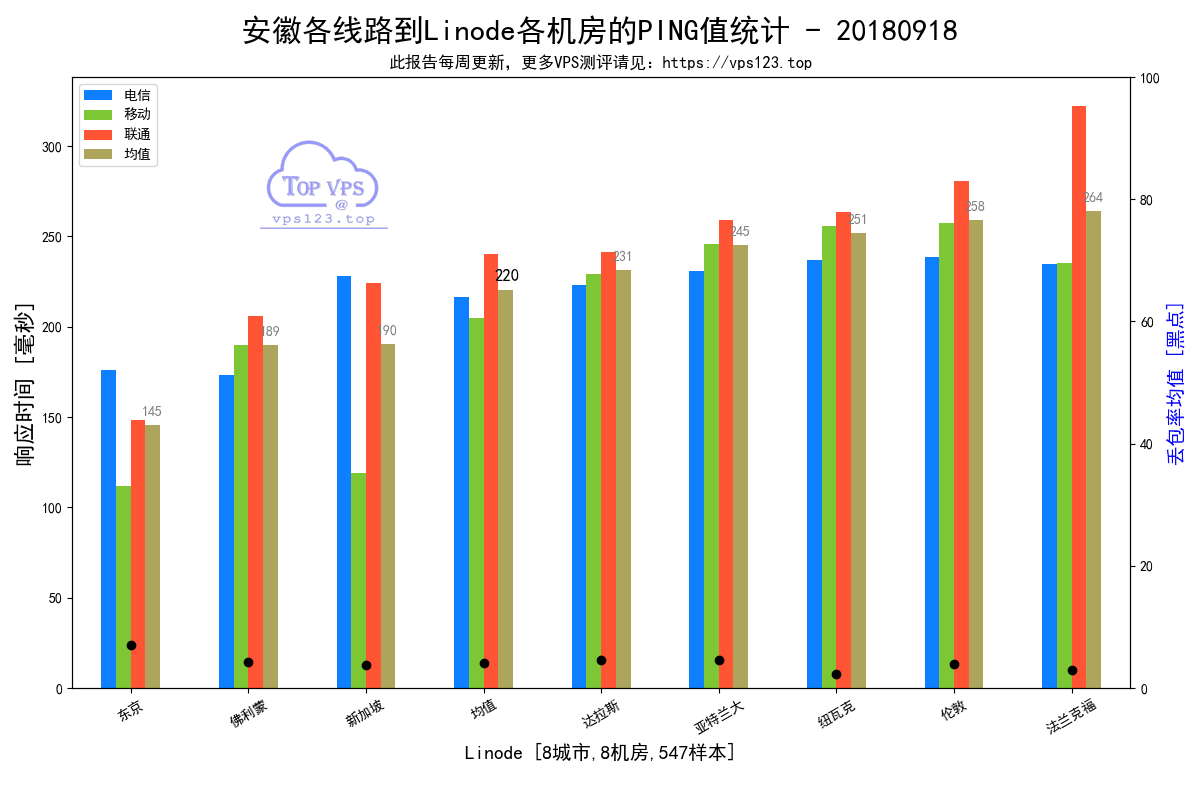 安徽各线路到Linode各机房的PING值统计 - 20180918
此报告每周更新，更多VPS测评请见：https://vps123.top
电信
移动
联通
均值
TOP VPS
@
vps123.top
响应时间 [毫秒]
300
250
200
150
100
50
0
145
189
90
220
231
245
251
258
264
100
80
60
40
20
0
丢包率均值 [黑点]
东京
佛利蒙
新加坡
均值
达拉斯
亚特兰大
纽瓦克
伦敦
法兰克福
Linode [8城市,8机房,547样本]